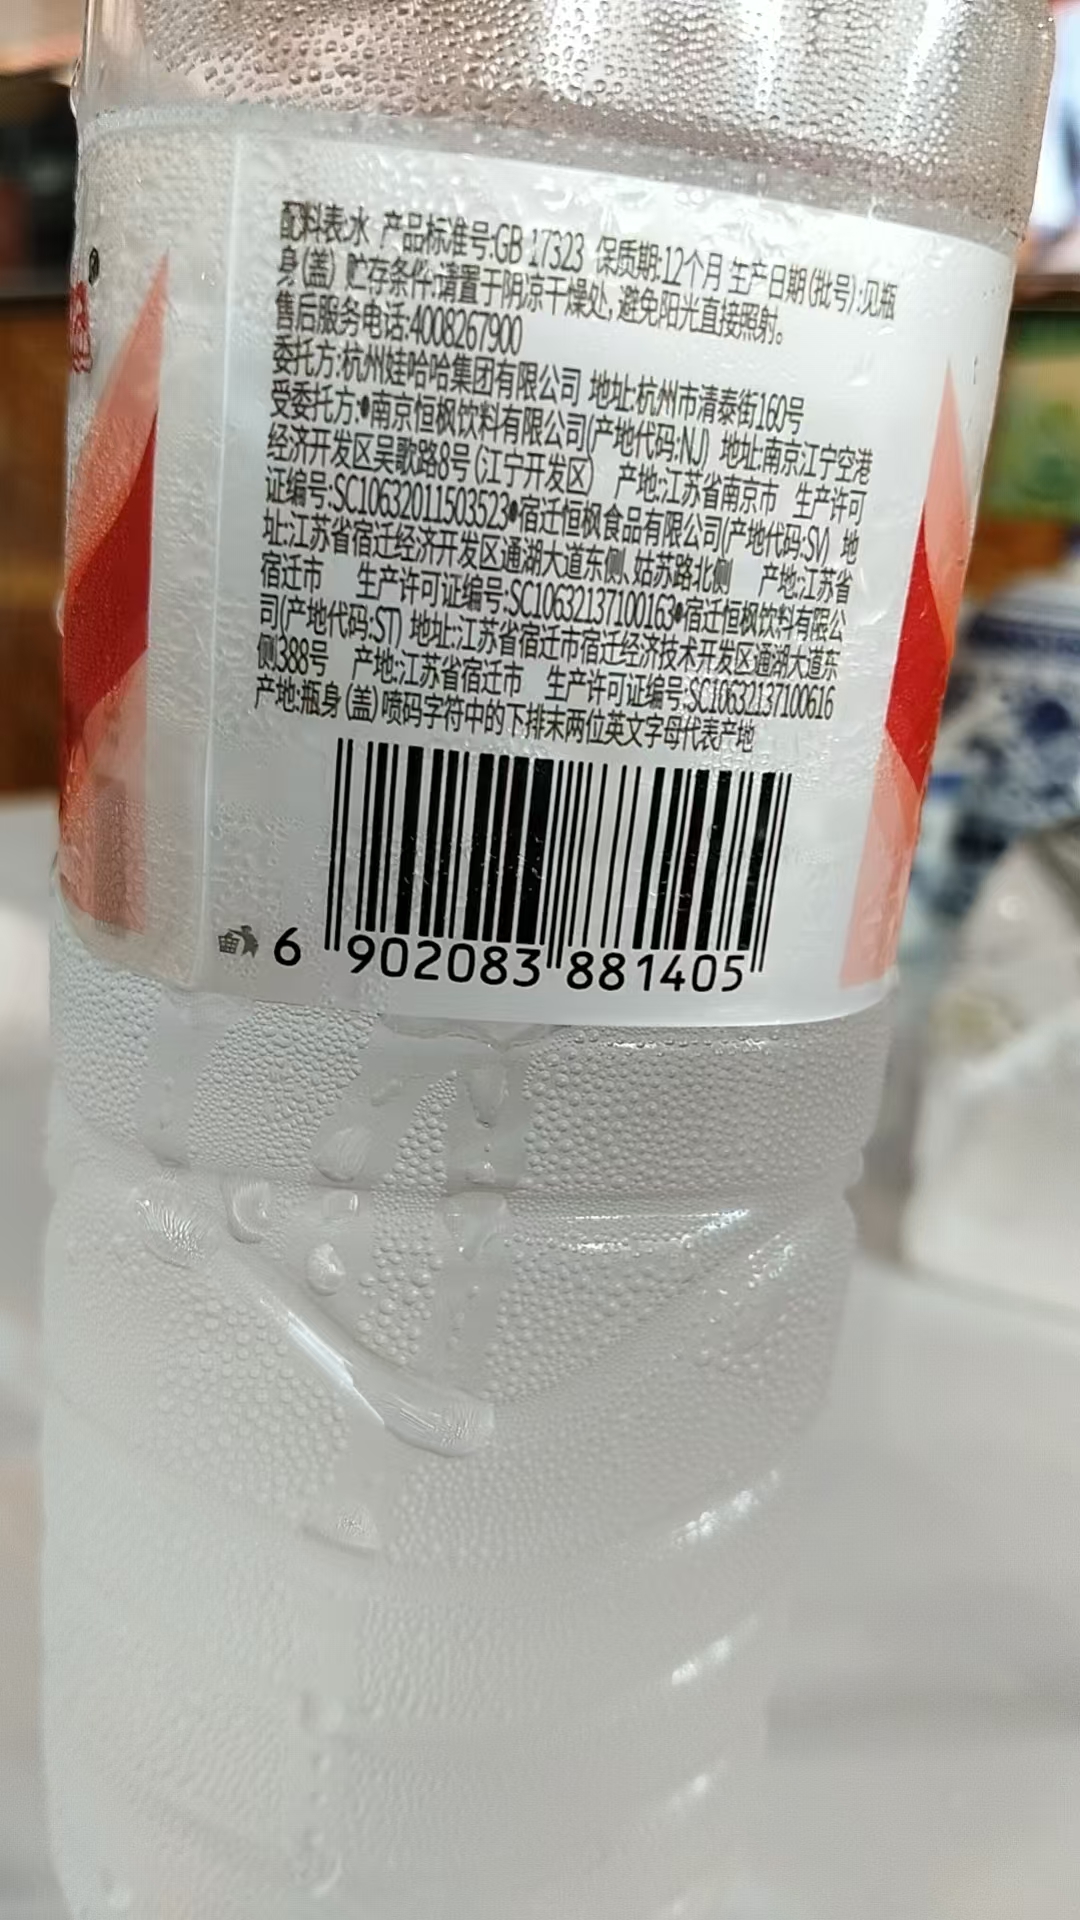 配料表:水 产品标准号:GB 17323 保质期:12个月 生产日期(批号):见瓶
身(盖) 贮存条件:请置于阴凉干燥处,避免阳光直接照射。
售后服务电话:4008267900
委托方:杭州娃哈哈集团有限公司 地址:杭州市清泰街160号
受委托方:●南京恒枫饮料有限公司(产地代码:NJ) 地址:南京江宁空港
经济开发区吴歌路8号(江宁开发区) 产地:江苏省南京市 生产许可
证编号:SC10632011503523●宿迁恒枫食品有限公司(产地代码:SV) 地
址:江苏省宿迁经济开发区通湖大道东侧、姑苏路北侧 产地:江苏省
宿迁市 生产许可证编号:SC10632137100163●宿迁恒枫饮料有限公
司(产地代码:ST) 地址:江苏省宿迁市宿迁经济技术开发区通湖大道东
侧388号 产地:江苏省宿迁市 生产许可证编号:SC10632137100616
产地:瓶身(盖)喷码字符中的下排末两位英文字母代表产地
6 902083 881405